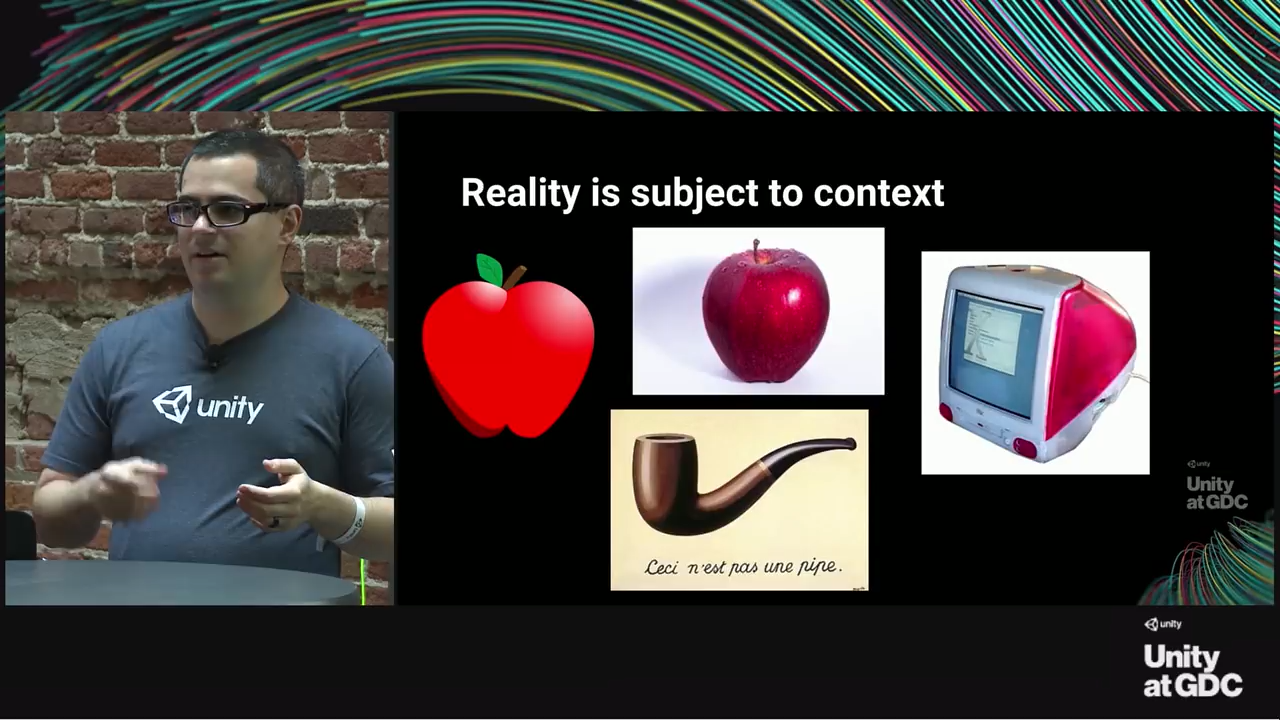 Reality is subject to context
unity
Ceci n'est pas une pipe.
unity
Unity
at GDC
unity
Unity
at GDC